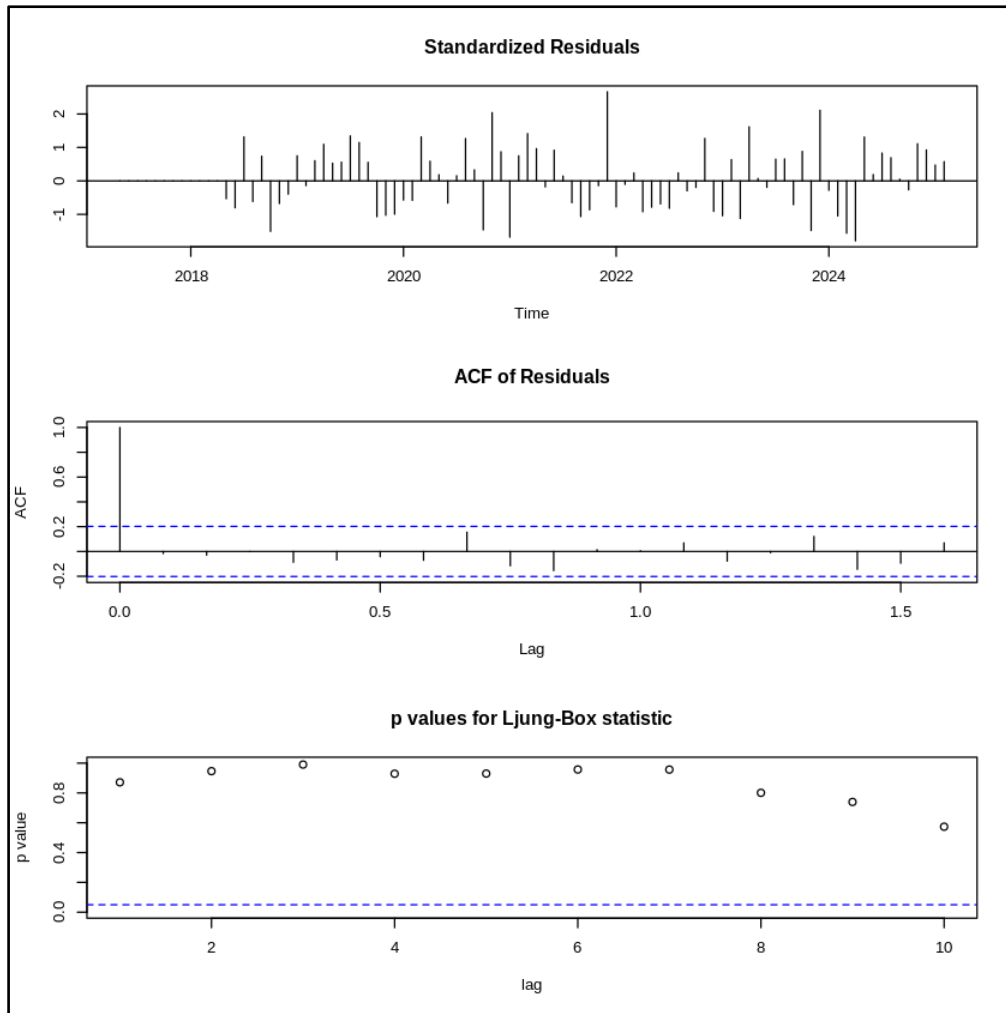 Standardized Residuals
2
1
0
-1
2018 2020 2022 2024
Time
ACF of Residuals
1.0
0.6
0.2
-0.2
ACF
0.0 0.5 1.0 1.5
Lag
p values for Ljung-Box statistic
0.8
0.4
0.0
p value
2 4 6 8 10
lag